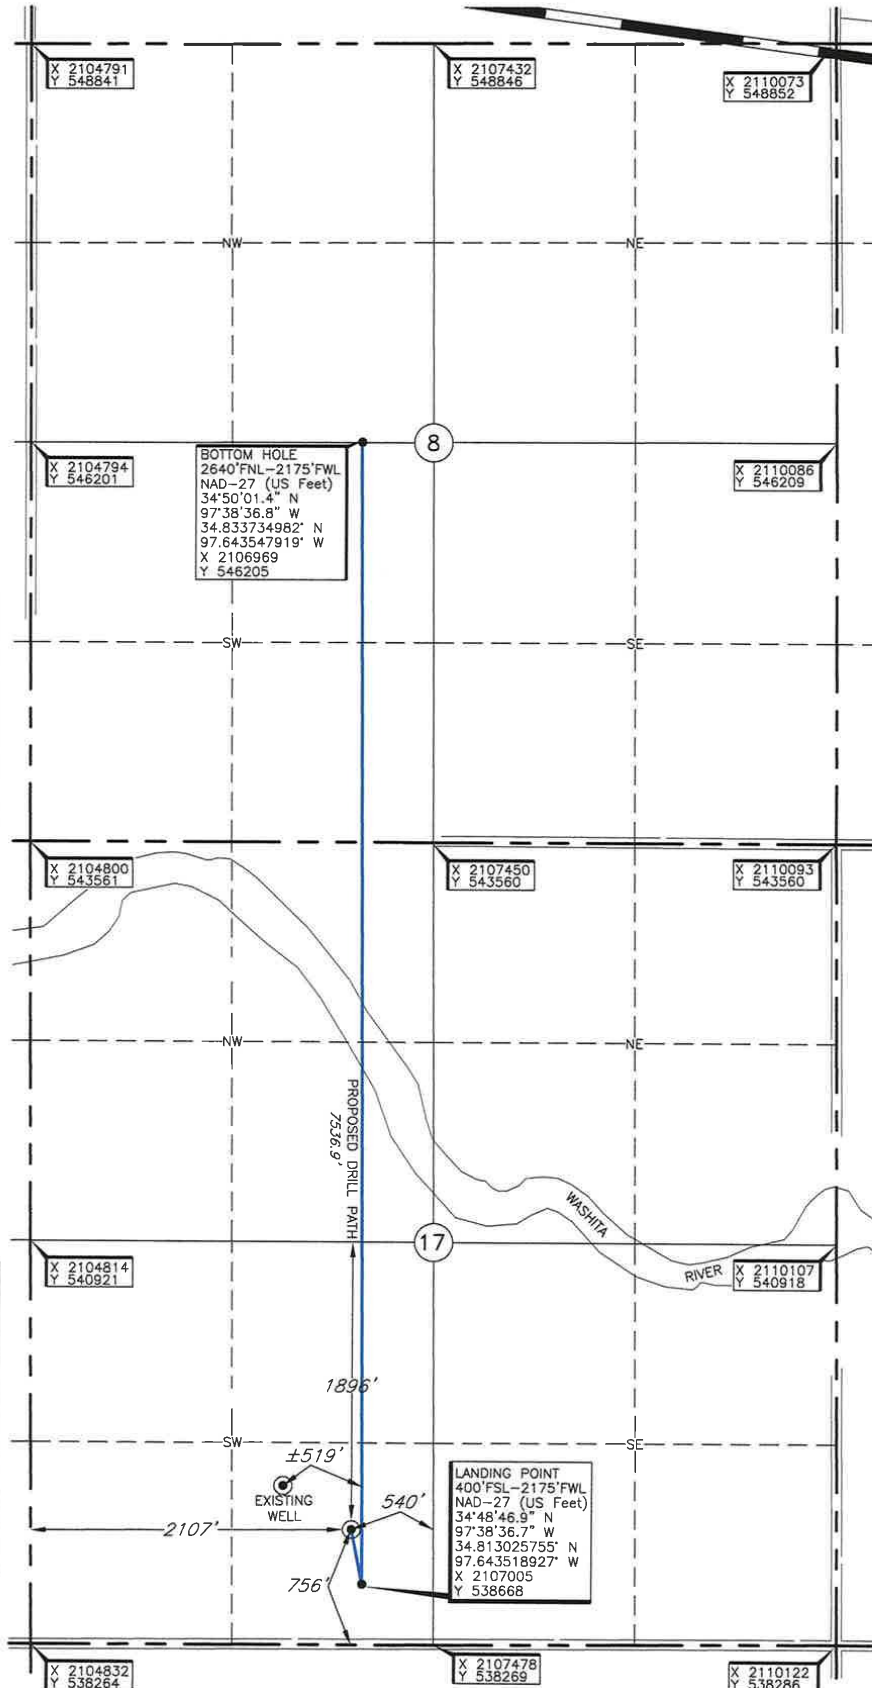 X 2104791
Y 548841
X 2107432
Y 548846
X 2110073
Y 548852
NW
NE
8
BOTTOM HOLE
2640'FNL-2175'FWL
NAD-27 (US Feet)
34°50'01.4" N
97°38'36.8" W
34.833734982° N
97.643547919° W
X 2106969
Y 546205
X 2104794
Y 546201
X 2110086
Y 546209
SW
SE
X 2104800
Y 543561
X 2107450
Y 543560
X 2110093
Y 543560
NW
NE
PROPOSED DRILL PATH
7536.9'
WASHITA
RIVER
17
X 2104814
Y 540921
X 2110107
Y 540918
1896'
SW
SE
±519'
EXISTING
WELL
540'
2107'
756'
LANDING POINT
400'FSL-2175'FWL
NAD-27 (US Feet)
34°48'46.9" N
97°38'36.7" W
34.813025755° N
97.643518927° W
X 2107005
Y 538668
X 2104832
Y 538264
X 2107478
Y 538269
X 2110122
Y 538286